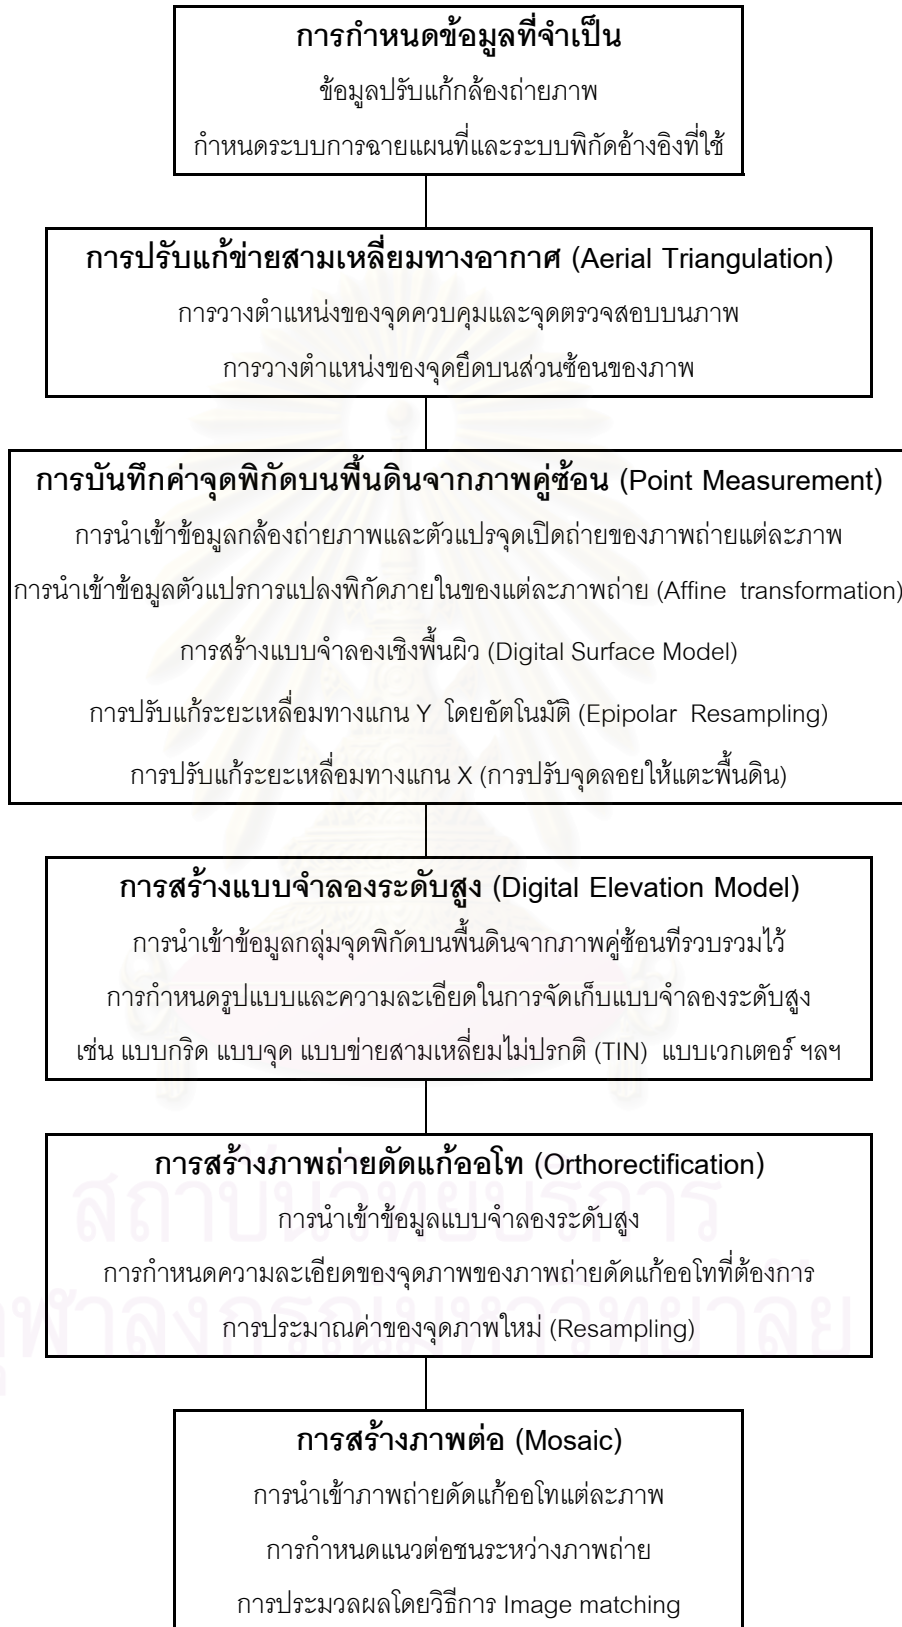 การกำหนดข้อมูลที่จำเป็น
ข้อมูลปรับแก้กล้องถ่ายภาพ
กำหนดระบบการฉายแผนที่และระบบพิกัดอ้างอิงที่ใช้
การปรับแก้ข่ายสามเหลี่ยมทางอากาศ (Aerial Triangulation)
การวางตำแหน่งของจุดควบคุมและจุดตรวจสอบบนภาพ
การวางตำแหน่งของจุดยึดบนส่วนซ้อนของภาพ
การบันทึกค่าจุดพิกัดบนพื้นดินจากภาพคู่ซ้อน (Point Measurement)
การนำเข้าข้อมูลกล้องถ่ายภาพและตัวแปรจุดเปิดถ่ายของภาพถ่ายแต่ละภาพ
การนำเข้าข้อมูลตัวแปรการแปลงพิกัดภายในของแต่ละภาพถ่าย (Affine transformation)
การสร้างแบบจำลองเชิงพื้นผิว (Digital Surface Model)
การปรับแก้ระยะเหลื่อมทางแกน Y โดยอัตโนมัติ (Epipolar Resampling)
การปรับแก้ระยะเหลื่อมทางแกน X (การปรับจุดลอยให้แตะพื้นดิน)
การสร้างแบบจำลองระดับสูง (Digital Elevation Model)
การนำเข้าข้อมูลกลุ่มจุดพิกัดบนพื้นดินจากภาพคู่ซ้อนที่รวบรวมไว้
การกำหนดรูปแบบและความละเอียดในการจัดเก็บแบบจำลองระดับสูง
เช่น แบบกริด แบบจุด แบบข่ายสามเหลี่ยมไม่ปรกติ (TIN) แบบเวกเตอร์ ฯลฯ
การสร้างภาพถ่ายดัดแก้ออโท (Orthorectification)
สถาบันวิทยบริการ
การนำเข้าข้อมูลแบบจำลองระดับสูง
การกำหนดความละเอียดของจุดภาพของภาพถ่ายดัดแก้ออโทที่ต้องการ
จุฬาลงกรณ์มหาวิทยาลัย
การประมาณค่าของจุดภาพใหม่ (Resampling)
การสร้างภาพต่อ (Mosaic)
การนำเข้าภาพถ่ายดัดแก้ออโทแต่ละภาพ
การกำหนดแนวต่อชนระหว่างภาพถ่าย
การประมวลผลโดยวิธีการ Image matching